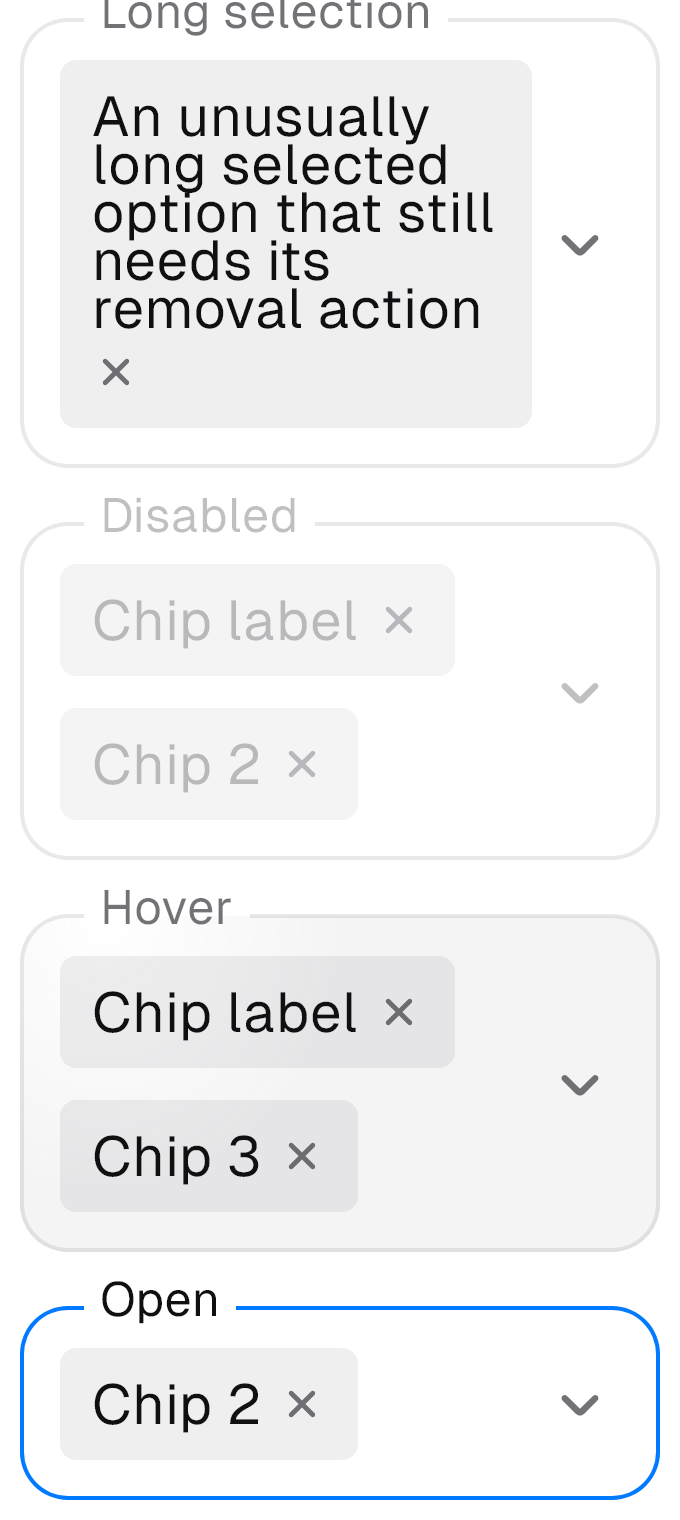 Long selection
An unusually
long selected
option that still
needs its
removal action
Disabled
Chip label
Chip 2
Hover
Chip label
Chip 3
Open
Chip 2